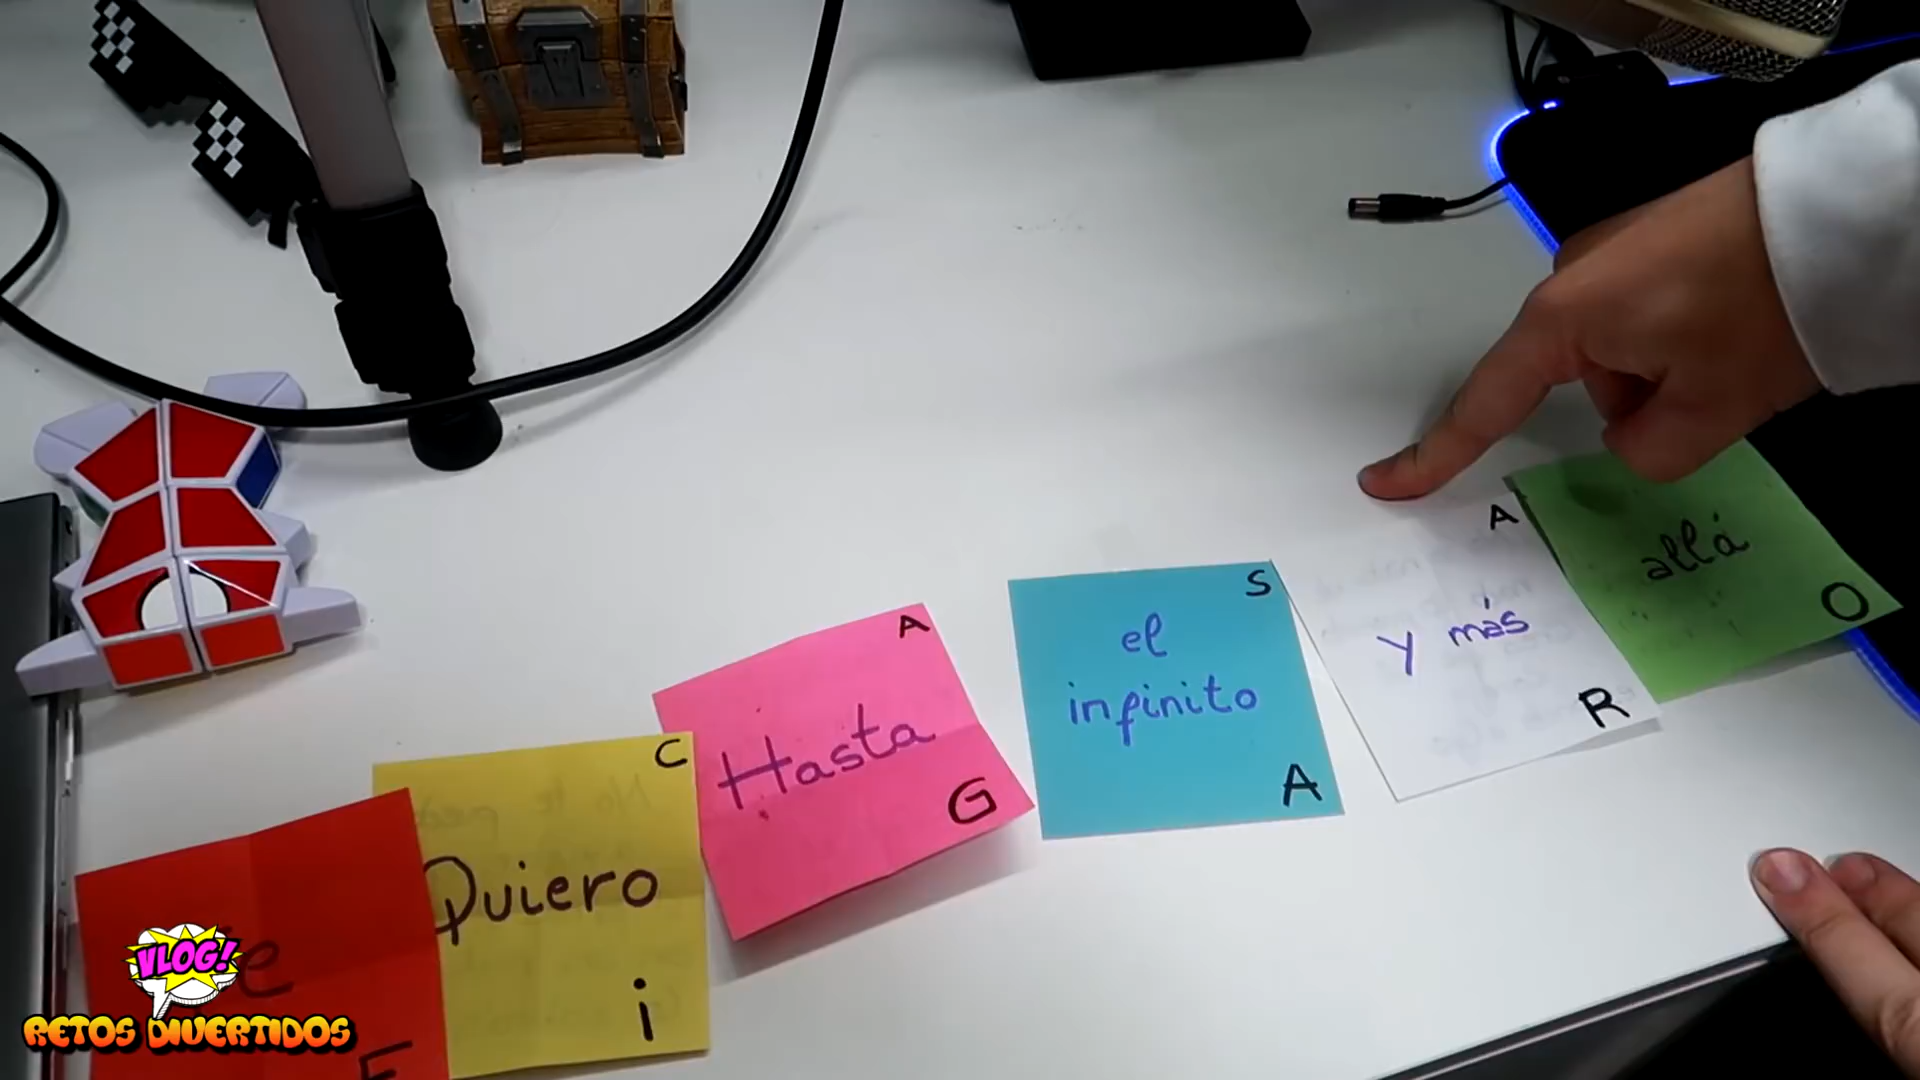 C
Quiero
i
A
Hasta
G
S
el
infinito
A
A
y más
R
allá
O
VLOG!
RETOS DIVERTIDOS